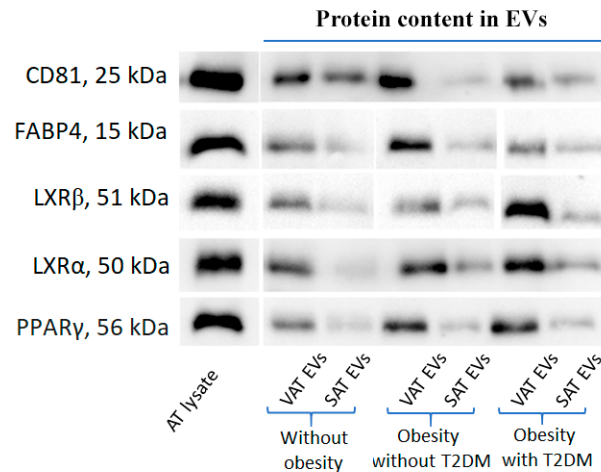 Protein content in EVs
CD81, 25 kDa
FABP4, 15 kDa
LXRβ, 51 kDa
LXRα, 50 kDa
PPARγ, 56 kDa
AT lysate
VAT EVs
SAT EVs
VAT EVs
SAT EVs
VAT EVs
SAT EVs
Without
obesity
Obesity
without T2DM
Obesity
with T2DM